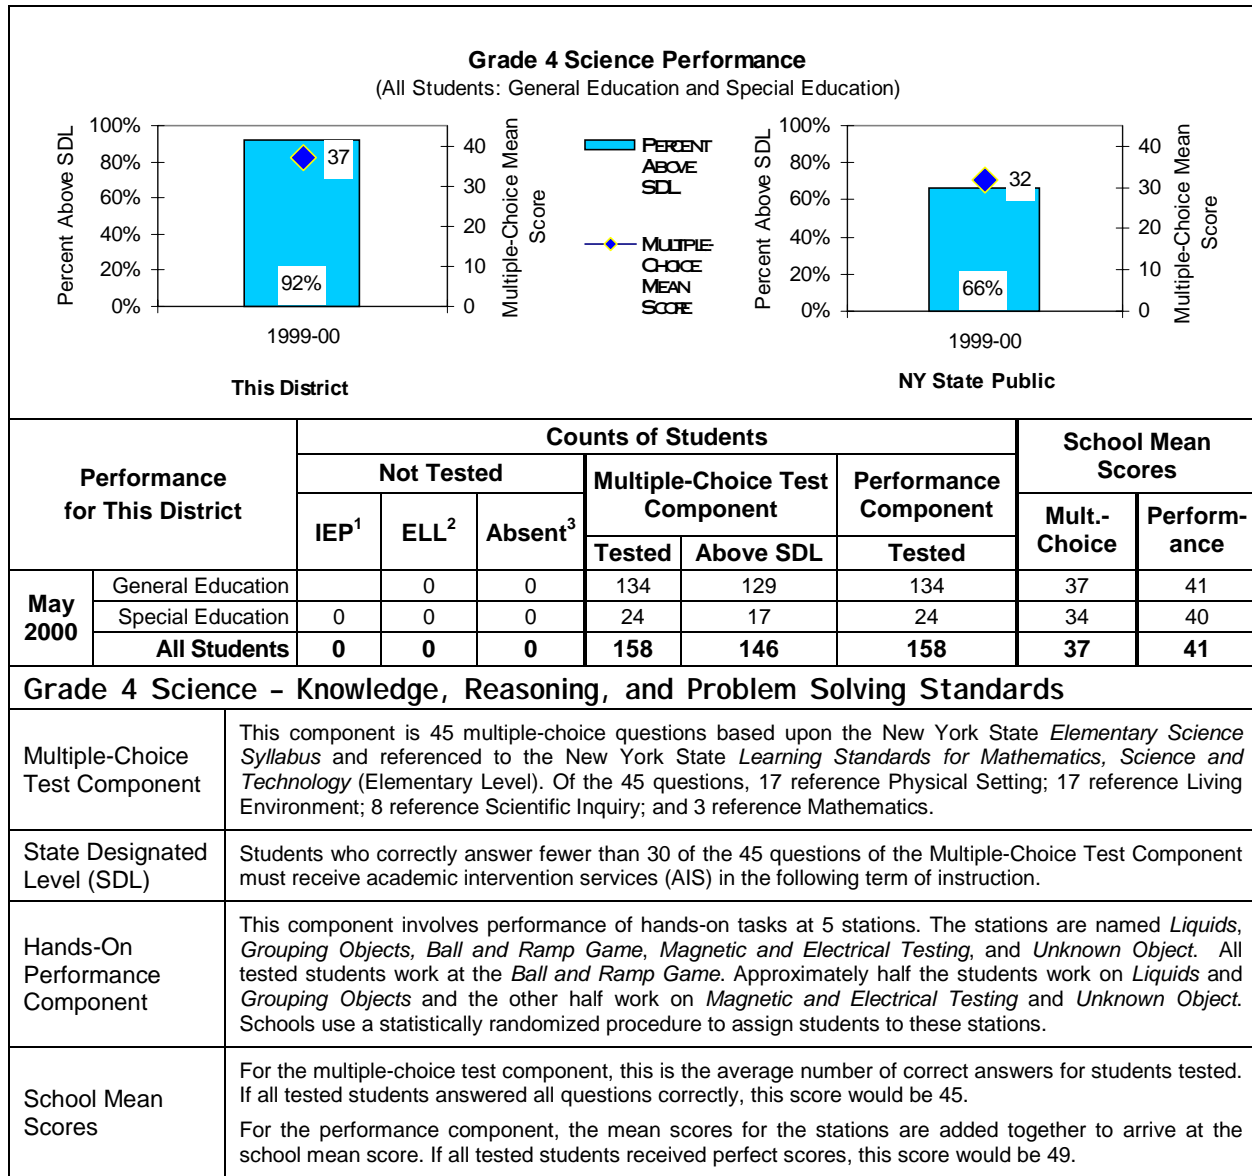 Grade 4 Science Performance
(All Students: General Education and Special Education)
Percent Above SDL
100%
80%
60%
40%
20%
0%
37
92%
40
30
20
10
0
Multiple-Choice Mean
Score
1999-00
This District
PERCENT
ABOVE
SDL
MULTIPLE-
CHOICE
MEAN
SCORE
Percent Above SDL
100%
80%
60%
40%
20%
0%
32
66%
40
30
20
10
0
Multiple-Choice Mean
Score
1999-00
NY State Public
Performance
for This District
Counts of Students
School Mean
Scores
Not Tested
Multiple-Choice Test
Component
Performance
Component
IEP1 ELL2 Absent3
Mult.-
Choice
Perform-
ance
Tested Above SDL Tested
May
2000
General Education 0 0 134 129 134 37 41
Special Education 0 0 0 24 17 24 34 40
All Students 0 0 0 158 146 158 37 41
Grade 4 Science – Knowledge, Reasoning, and Problem Solving Standards
Multiple-Choice
Test Component
This component is 45 multiple-choice questions based upon the New York State Elementary Science
Syllabus and referenced to the New York State Learning Standards for Mathematics, Science and
Technology (Elementary Level). Of the 45 questions, 17 reference Physical Setting; 17 reference Living
Environment; 8 reference Scientific Inquiry; and 3 reference Mathematics.
State Designated
Level (SDL)
Students who correctly answer fewer than 30 of the 45 questions of the Multiple-Choice Test Component
must receive academic intervention services (AIS) in the following term of instruction.
Hands-On
Performance
Component
This component involves performance of hands-on tasks at 5 stations. The stations are named Liquids,
Grouping Objects, Ball and Ramp Game, Magnetic and Electrical Testing, and Unknown Object. All
tested students work at the Ball and Ramp Game. Approximately half the students work on Liquids and
Grouping Objects and the other half work on Magnetic and Electrical Testing and Unknown Object.
Schools use a statistically randomized procedure to assign students to these stations.
School Mean
Scores
For the multiple-choice test component, this is the average number of correct answers for students tested.
If all tested students answered all questions correctly, this score would be 45.
For the performance component, the mean scores for the stations are added together to arrive at the
school mean score. If all tested students received perfect scores, this score would be 49.